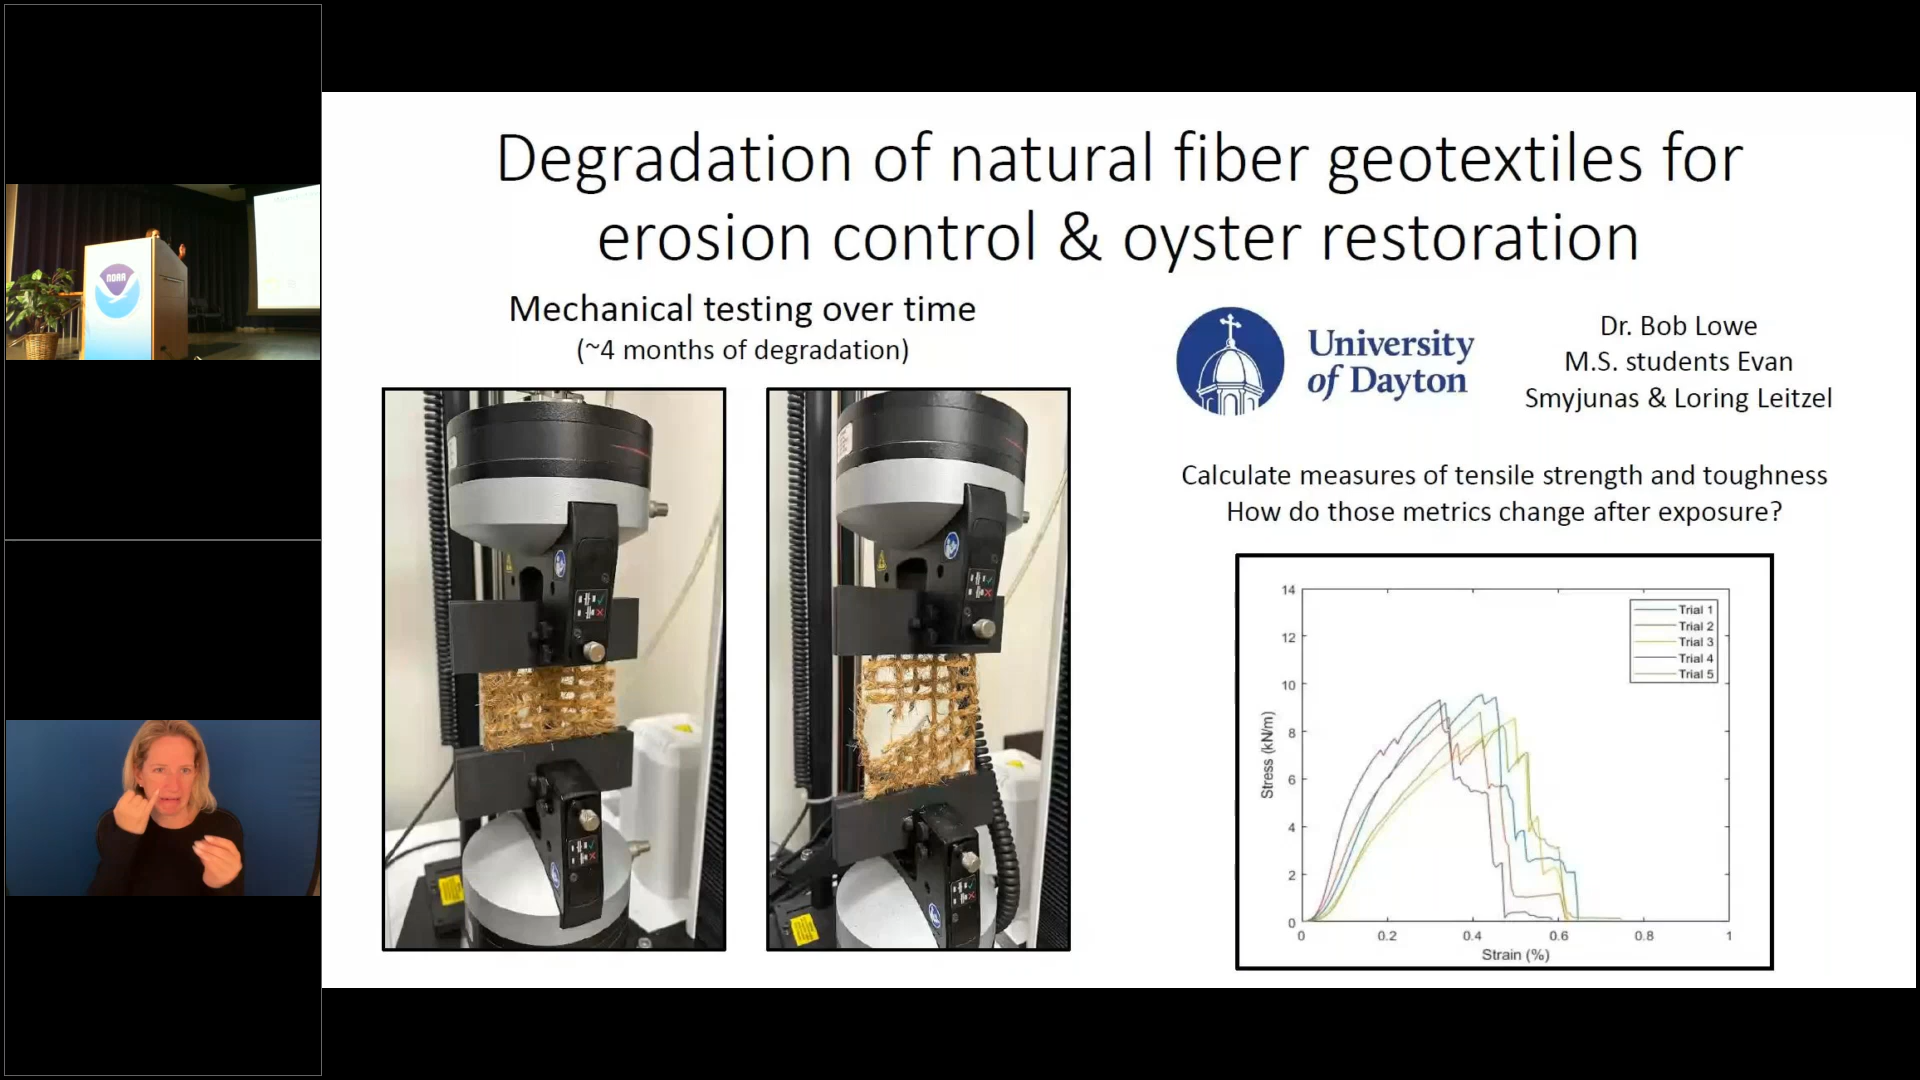 NOAA
Degradation of natural fiber geotextiles for
erosion control & oyster restoration
Mechanical testing over time
(~4 months of degradation)
University
of Dayton
Dr. Bob Lowe
M.S. students Evan
Smyjunas & Loring Leitzel
Calculate measures of tensile strength and toughness
How do those metrics change after exposure?
14
12
10
8
6
4
2
0
Stress (kN/m)
Trial 1
Trial 2
Trial 3
Trial 4
Trial 5
0 0.2 0.4 0.6 0.8 1
Strain (%)